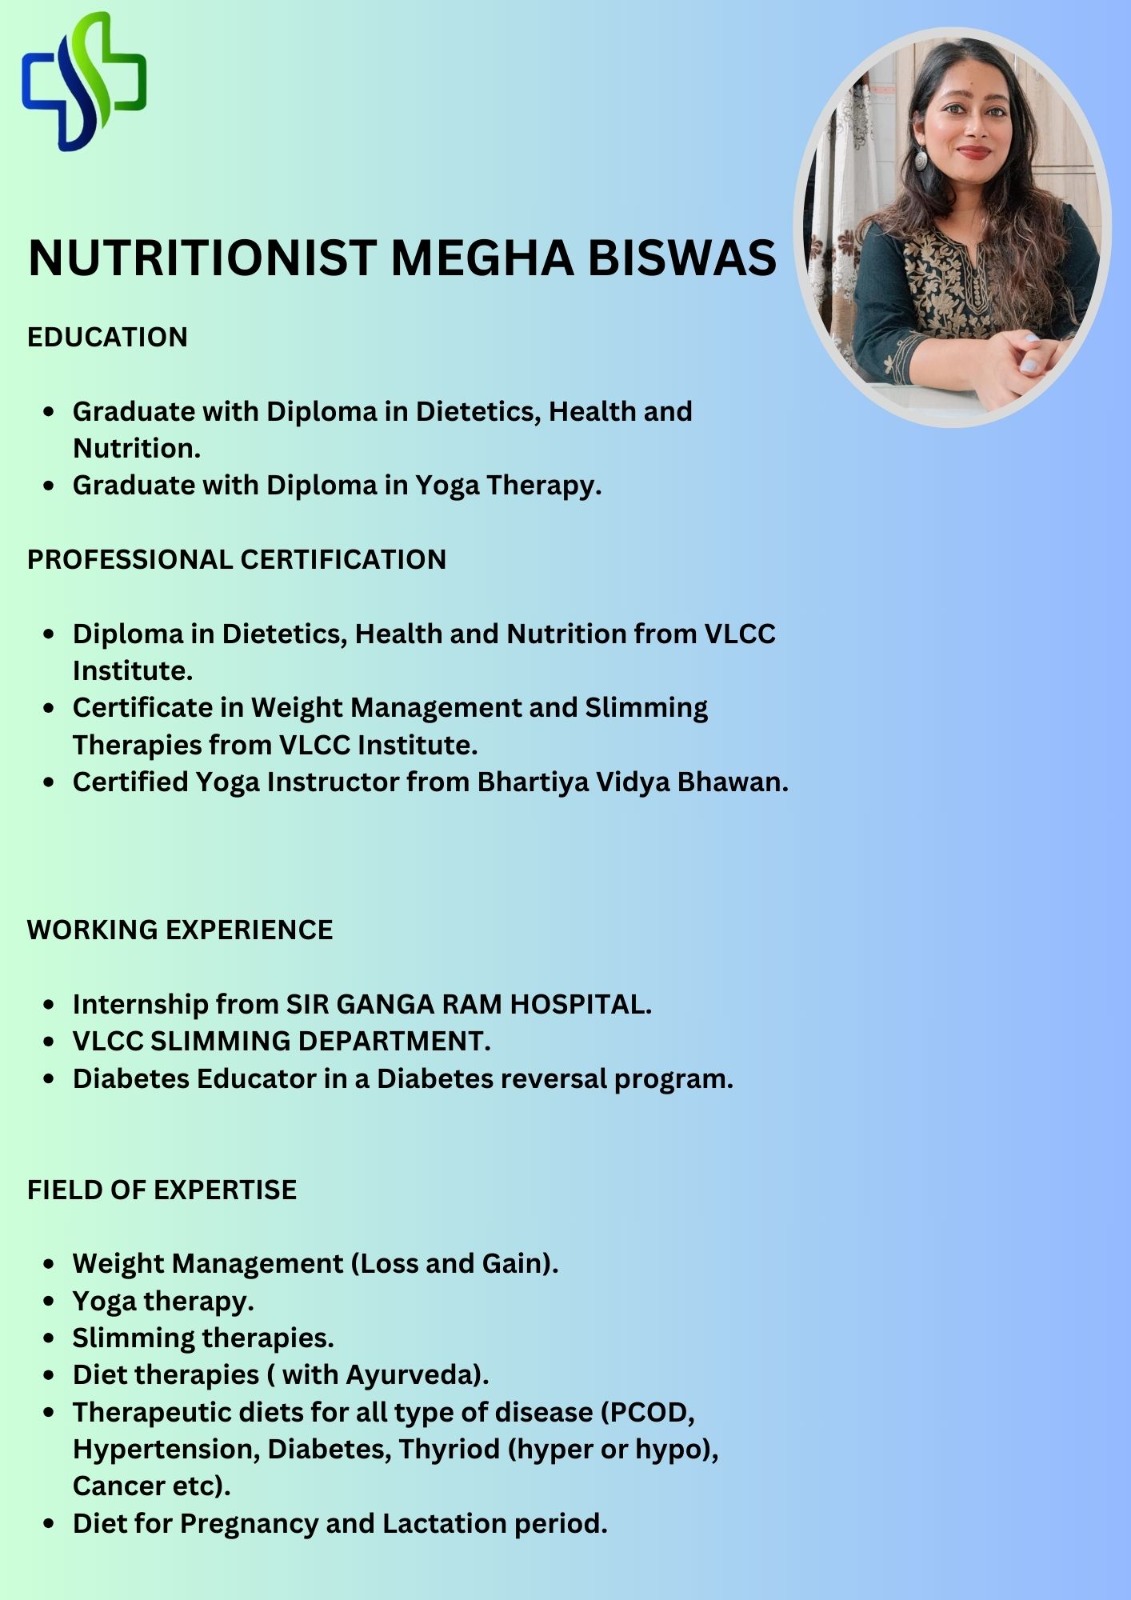 NUTRITIONIST MEGHA BISWAS
EDUCATION
• Graduate with Diploma in Dietetics, Health and
Nutrition.
• Graduate with Diploma in Yoga Therapy.
PROFESSIONAL CERTIFICATION
• Diploma in Dietetics, Health and Nutrition from VLCC
Institute.
• Certificate in Weight Management and Slimming
Therapies from VLCC Institute.
• Certified Yoga Instructor from Bhartiya Vidya Bhawan.
WORKING EXPERIENCE
• Internship from SIR GANGA RAM HOSPITAL.
• VLCC SLIMMING DEPARTMENT.
• Diabetes Educator in a Diabetes reversal program.
FIELD OF EXPERTISE
• Weight Management (Loss and Gain).
• Yoga therapy.
• Slimming therapies.
• Diet therapies ( with Ayurveda).
• Therapeutic diets for all type of disease (PCOD,
Hypertension, Diabetes, Thyriod (hyper or hypo),
Cancer etc).
• Diet for Pregnancy and Lactation period.